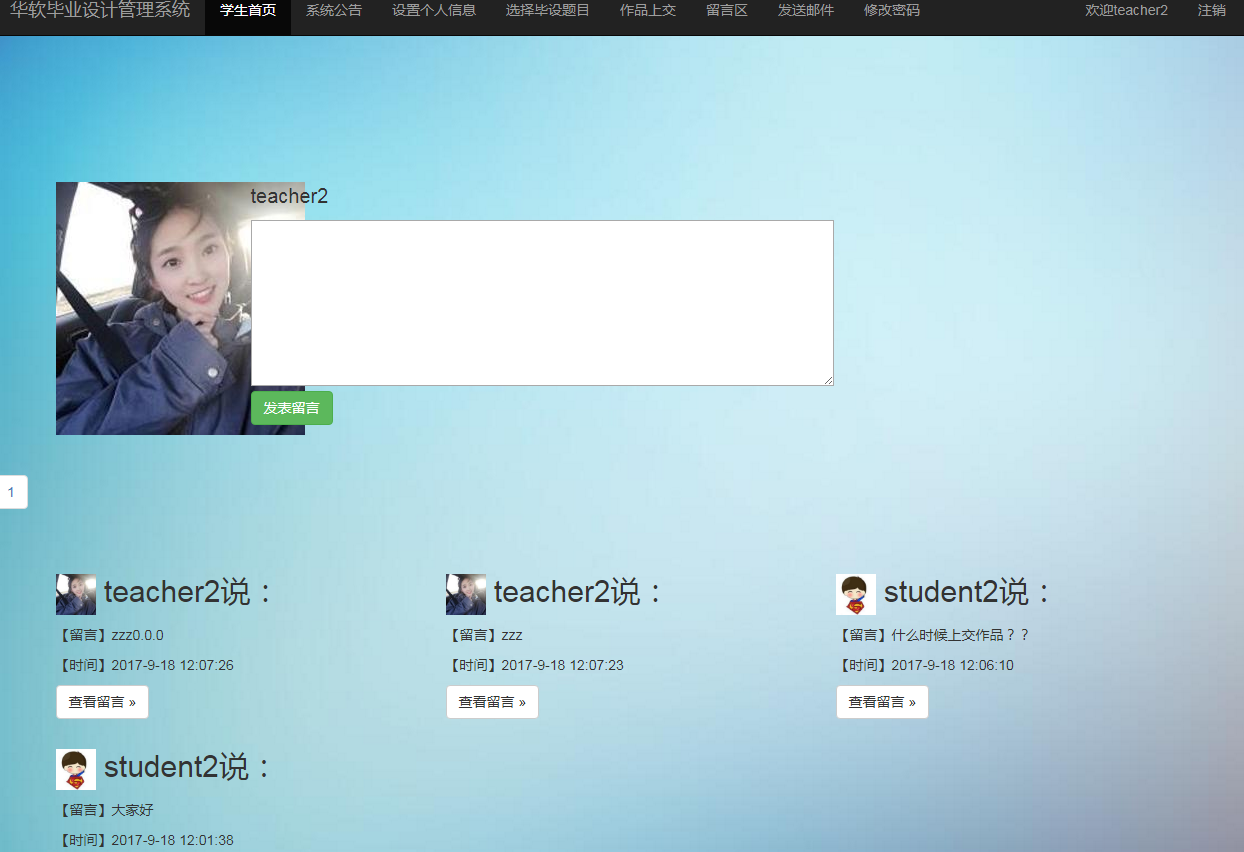 华软毕业设计管理系统 学生首页 系统公告 设置个人信息 选择毕设题目 作品上交 留言区 发送邮件 修改密码 欢迎teacher2 注销
teacher2
发表留言
1
teacher2说： teacher2说： student2说：
【留言】zzz0.0.0 【留言】zzz 【留言】什么时候上交作品？？
【时间】2017-9-18 12:07:26 【时间】2017-9-18 12:07:23 【时间】2017-9-18 12:06:10
查看留言 » 查看留言 » 查看留言 »
student2说：
【留言】大家好
【时间】2017-9-18 12:01:38